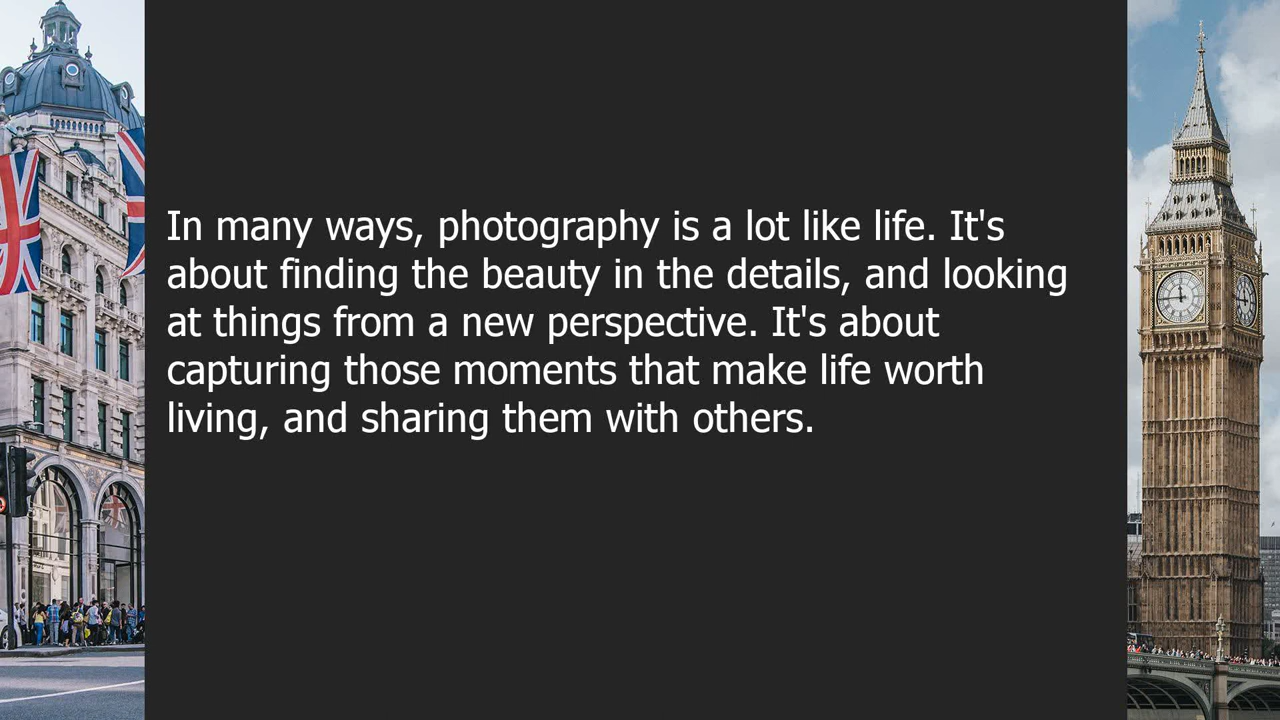 In many ways, photography is a lot like life. It's
about finding the beauty in the details, and looking
at things from a new perspective. It's about
capturing those moments that make life worth
living, and sharing them with others.